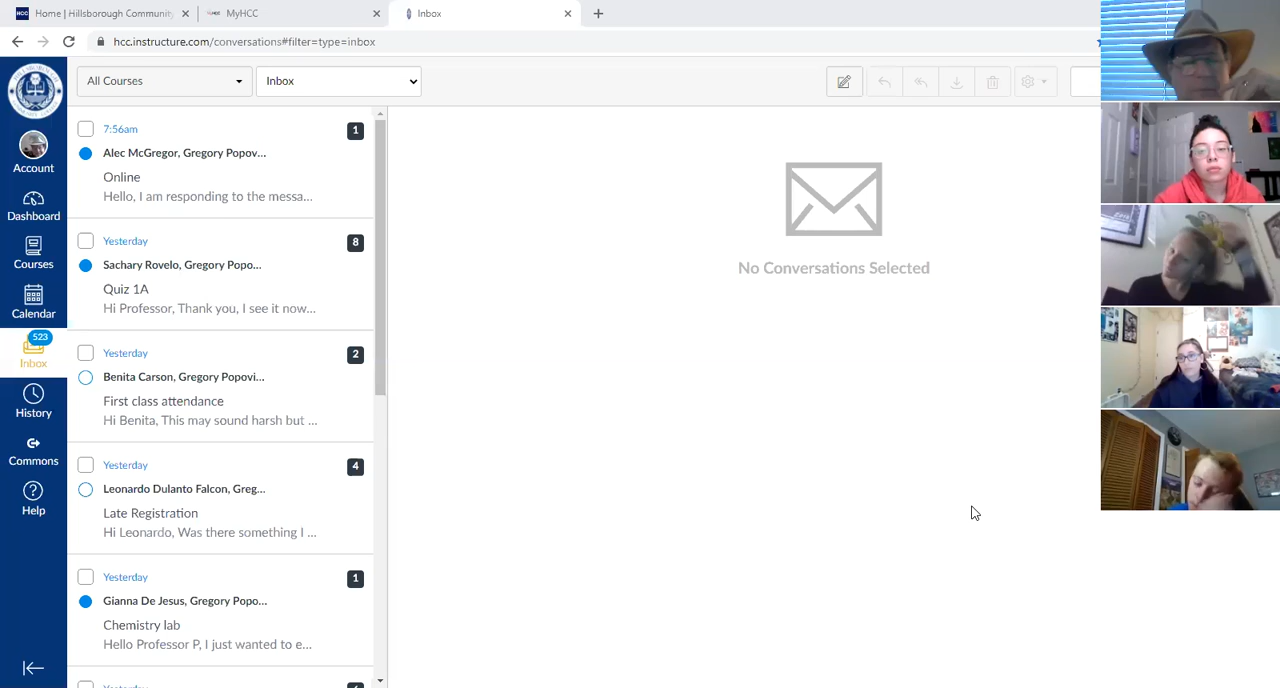 HCC Home | Hillsborough Community
MyHCC
Inbox
hcc.instructure.com/conversations#filter=type=inbox
All Courses
Inbox
Account
Dashboard
Courses
Calendar
523
Inbox
History
Commons
Help
7:56am 1
Alec McGregor, Gregory Popov...
Online
Hello, I am responding to the messa...
Yesterday 8
Sachary Rovelo, Gregory Popo...
Quiz 1A
Hi Professor, Thank you, I see it now...
Yesterday 2
Benita Carson, Gregory Popovi...
First class attendance
Hi Benita, This may sound harsh but ...
Yesterday 4
Leonardo Dulanto Falcon, Greg...
Late Registration
Hi Leonardo, Was there something I ...
Yesterday 1
Gianna De Jesus, Gregory Popo...
Chemistry lab
Hello Professor P, I just wanted to e...
No Conversations Selected